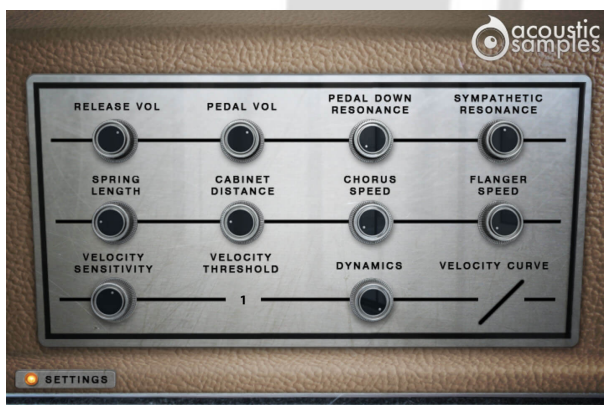 acoustic
samples
RELEASE VOL
PEDAL VOL
PEDAL DOWN
RESONANCE
SYMPATHETIC
RESONANCE
SPRING
LENGTH
CABINET
DISTANCE
CHORUS
SPEED
FLANGER
SPEED
VELOCITY
SENSITIVITY
VELOCITY
THRESHOLD
1
DYNAMICS
VELOCITY CURVE
SETTINGS